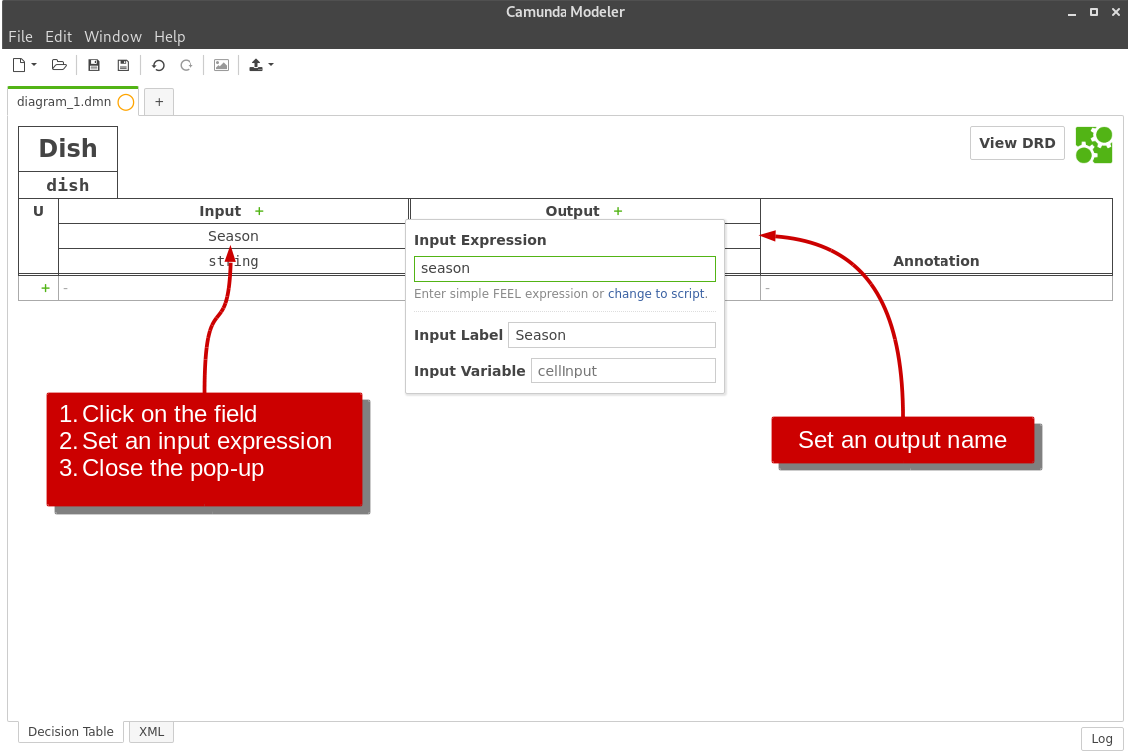 Camunda Modeler
File Edit Window Help
diagram_1.dmn +
Dish
View DRD
dish
U Input + Output +
Season
string
Annotation
+ - -
Input Expression
season
Enter simple FEEL expression or change to script.
Input Label Season
Input Variable cellInput
1. Click on the field
2. Set an input expression
3. Close the pop-up
Set an output name
Decision Table XML
Log